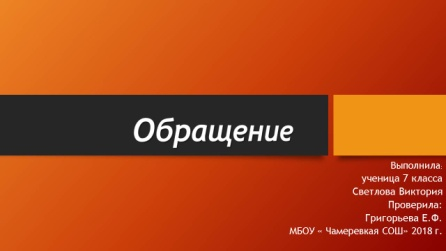 Обращение
Выполнила:
ученица 7 класса
Светлова Виктория
Проверила:
Григорьева Е.Ф.
МБОУ « Чамеревкая СОШ» 2018 г.